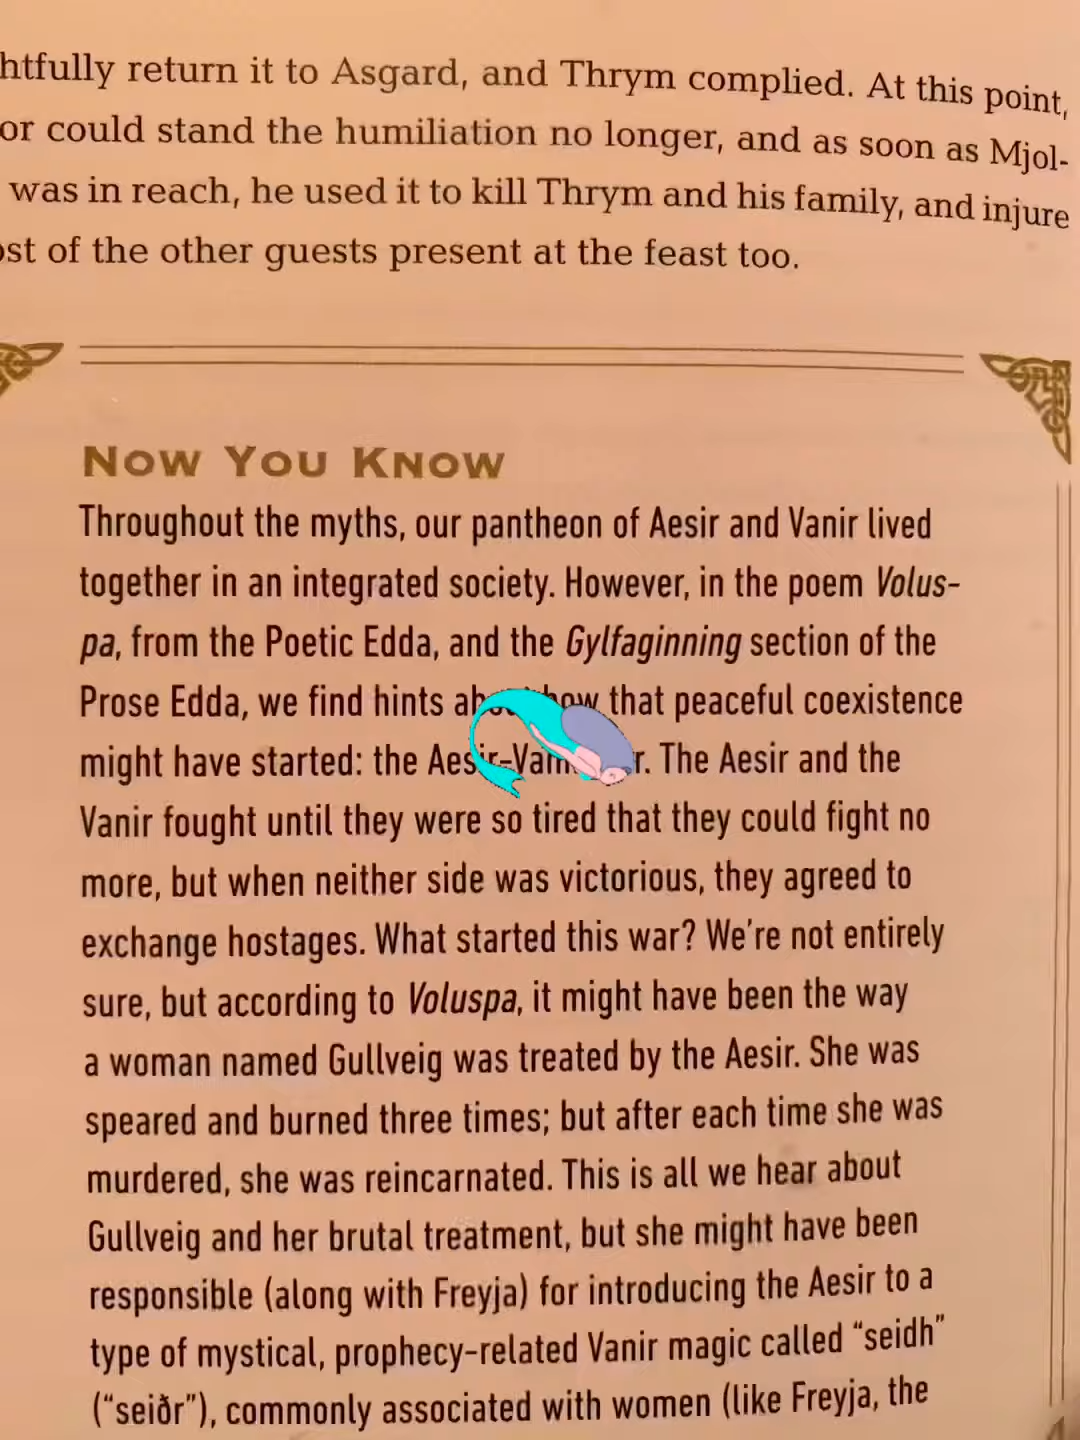 htfully return it to Asgard, and Thrym complied. At this point,
or could stand the humiliation no longer, and as soon as Mjol-
was in reach, he used it to kill Thrym and his family, and injure
ost of the other guests present at the feast too.
NOW YOU KNOW
Throughout the myths, our pantheon of Aesir and Vanir lived
together in an integrated society. However, in the poem Volus-
pa, from the Poetic Edda, and the Gylfaginning section of the
Prose Edda, we find hints how that peaceful coexistence
might have started: the The Aesir and the
Vanir fought until they were so tired that they could fight no
more, but when neither side was victorious, they agreed to
exchange hostages. What started this war? We're not entirely
sure, but according to Voluspa, it might have been the way
a woman named Gullveig was treated by the Aesir. She was
speared and burned three times; but after each time she was
murdered, she was reincarnated. This is all we hear about
Gullveig and her brutal treatment, but she might have been
responsible (along with Freyja) for introducing the Aesir to a
type of mystical, prophecy-related Vanir magic called “seidh”
(“seiðr”), commonly associated with women (like Freyja, the